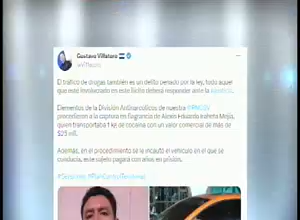 Gustavo Villatoro
El tráfico de drogas también es un delito penado por la ley, todo aquel
que esté involucrado en este ilícito deberá responder ante la
Elementos de la División Antinarcóticos de nuestra
procedieron a la captura en flagrancia de Alexis Eduardo Mejía,
quien transportaba 1 kg de cocaína con un valor comercial de más de
$25 mil.
Además, en el procedimiento se le incautó el vehículo en el que se
conducía, este sujeto pagará con años en prisión.